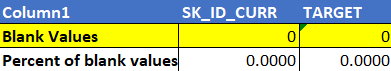 Column1 SK_ID_CURR TARGET
Blank Values 0 0
Percent of blank values 0.0000 0.0000